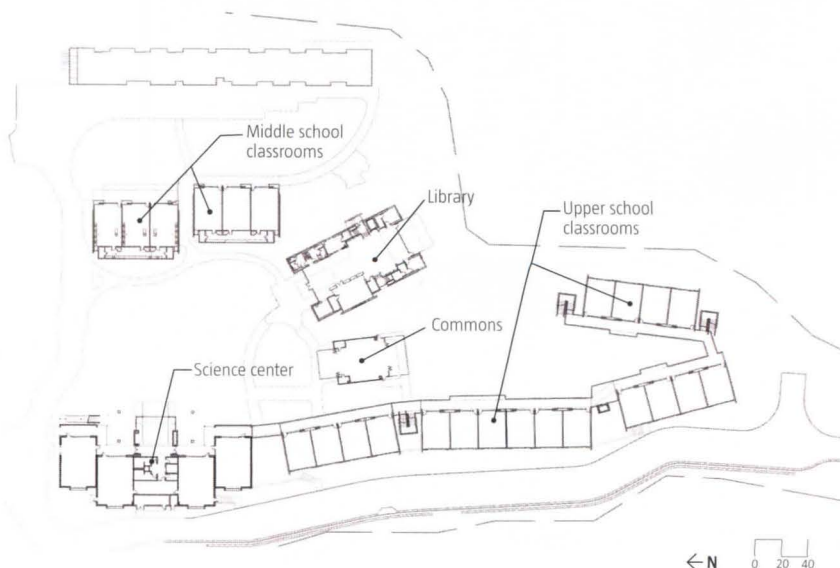 Middle school
classrooms
Library
Upper school
classrooms
Commons
Science center
← N
0 20 40